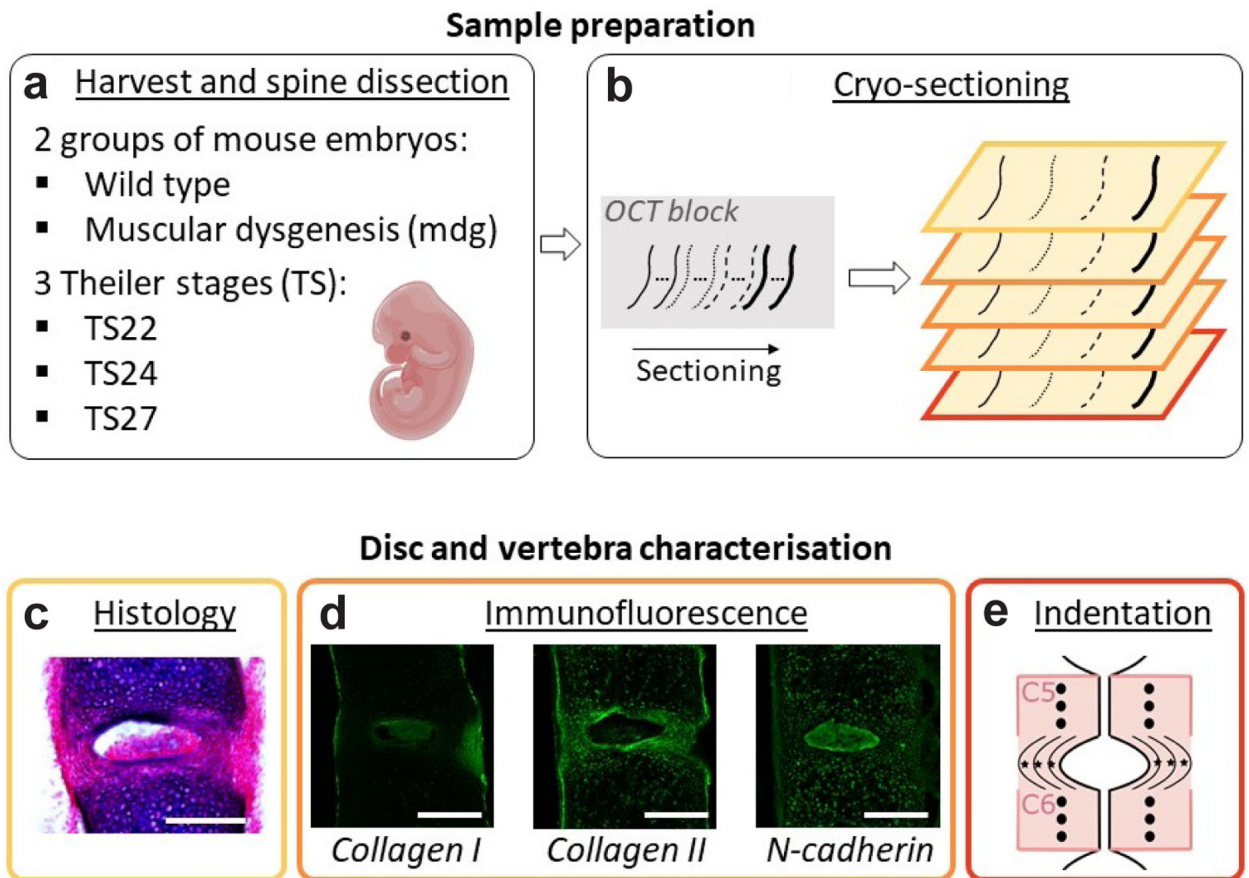 Sample preparation
a Harvest and spine dissection
2 groups of mouse embryos:
▪ Wild type
▪ Muscular dysgenesis (mdg)
3 Theiler stages (TS):
▪ TS22
▪ TS24
▪ TS27
b Cryo-sectioning
OCT block
Sectioning
Disc and vertebra characterisation
c Histology
d Immunofluorescence
Collagen I
Collagen II
N-cadherin
e Indentation
C5
C6